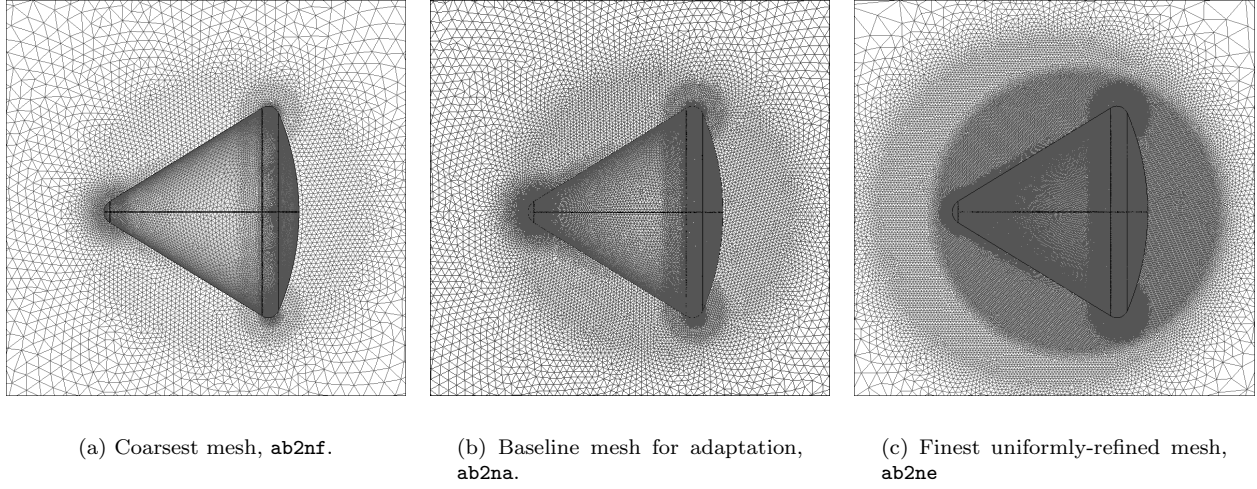 (a) Coarsest mesh, ab2nf.
(b) Baseline mesh for adaptation,
ab2na.
(c) Finest uniformly-refined mesh,
ab2ne